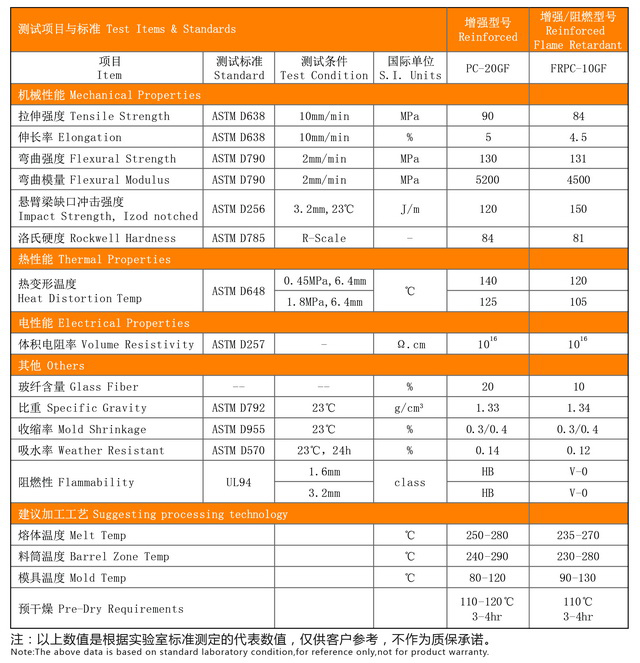 测试项目与标准 Test Items & Standards 增强型号 Reinforced 增强/阻燃型号 Reinforced Flame Retardant
项目 Item 测试标准 Standard 测试条件 Test Condition 国际单位 S.I. Units PC-20GF FRPC-10GF
机械性能 Mechanical Properties
拉伸强度 Tensile Strength ASTM D638 10mm/min MPa 90 84
伸长率 Elongation ASTM D638 10mm/min % 5 4.5
弯曲强度 Flexural Strength ASTM D790 2mm/min MPa 130 131
弯曲模量 Flexural Modulus ASTM D790 2mm/min MPa 5200 4500
悬臂梁缺口冲击强度
Impact Strength, Izod notched ASTM D256 3.2mm,23℃ J/m 120 150
洛氏硬度 Rockwell Hardness ASTM D785 R-Scale - 84 81
热性能 Thermal Properties
热变形温度 Heat Distortion Temp ASTM D648 0.45MPa,6.4mm ℃ 140 120
1.8MPa,6.4mm 125 105
电性能 Electrical Properties
体积电阻率 Volume Resistivity ASTM D257 - Ω.cm 10¹⁶ 10¹⁶
其他 Others
玻纤含量 Glass Fiber -- -- % 20 10
比重 Specific Gravity ASTM D792 23℃ g/cm³ 1.33 1.34
收缩率 Mold Shrinkage ASTM D955 23℃ % 0.3/0.4 0.3/0.4
吸水率 Weather Resistant ASTM D570 23℃, 24h % 0.14 0.12
阻燃性 Flammability UL94 1.6mm class HB V-0
3.2mm HB V-0
建议加工工艺 Suggesting processing technology
熔体温度 Melt Temp ℃ 250-280 235-270
料筒温度 Barrel Zone Temp ℃ 240-290 230-280
模具温度 Mold Temp ℃ 80-120 90-130
预干燥 Pre-Dry Requirements 110-120℃ 3-4hr 110℃ 3-4hr
注：以上数值是根据实验室标准测定的代表数值，仅供客户参考，不作为质保承诺。
Note:The above data is based on standard laboratory condition,for reference only,not for product warranty.